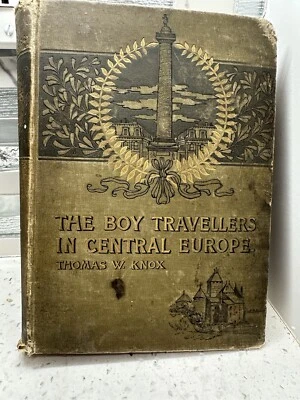 THE BOY TRAVELLERS
IN CENTRAL EUROPE
THOMAS W. KNOX